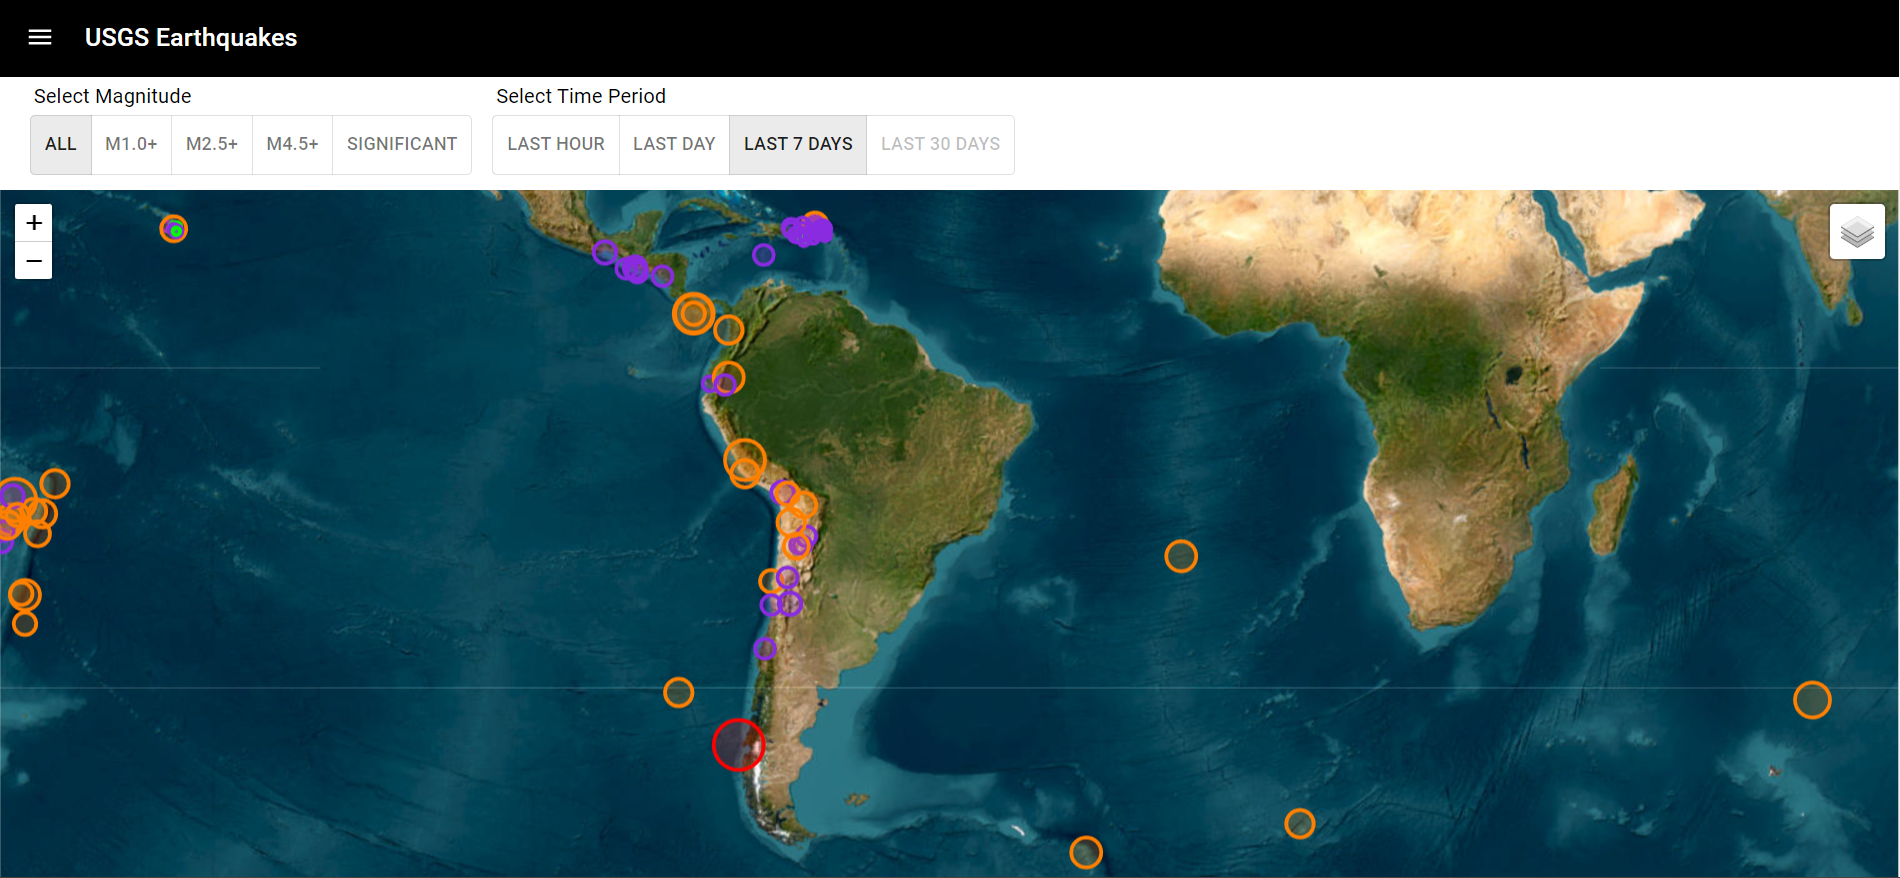 USGS Earthquakes
Select Magnitude
ALL M1.0+ M2.5+ M4.5+ SIGNIFICANT
Select Time Period
LAST HOUR LAST DAY LAST 7 DAYS LAST 30 DAYS
+
−